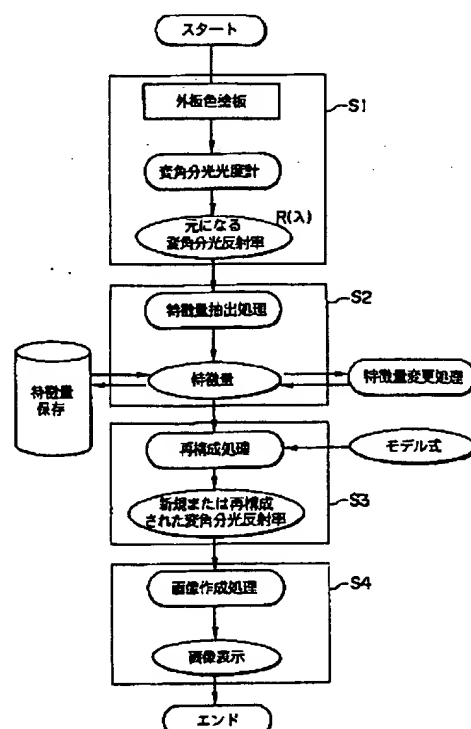 スタート
外板色塗板
S1
変角分光光度計
R(入)
元になる
変角分光反射率
S2
特徴量抽出処理
特徴量
保存
特徴量
特徴量変更処理
再構成処理
モデル式
新規または再構成
された変角分光反射率
S3
画像作成処理
S4
画像表示
エンド